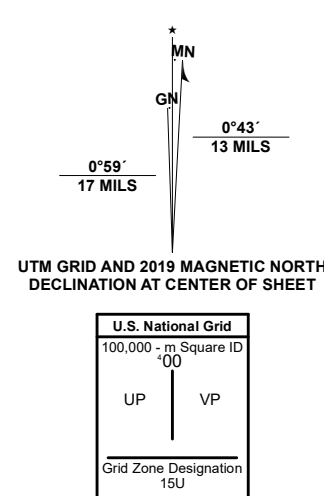 ★
MN
GN
0°43´
13 MILS
0°59´
17 MILS
UTM GRID AND 2019 MAGNETIC NORTH
DECLINATION AT CENTER OF SHEET
U.S. National Grid
100,000 - m Square ID
⁴00
UP VP
Grid Zone Designation
15U